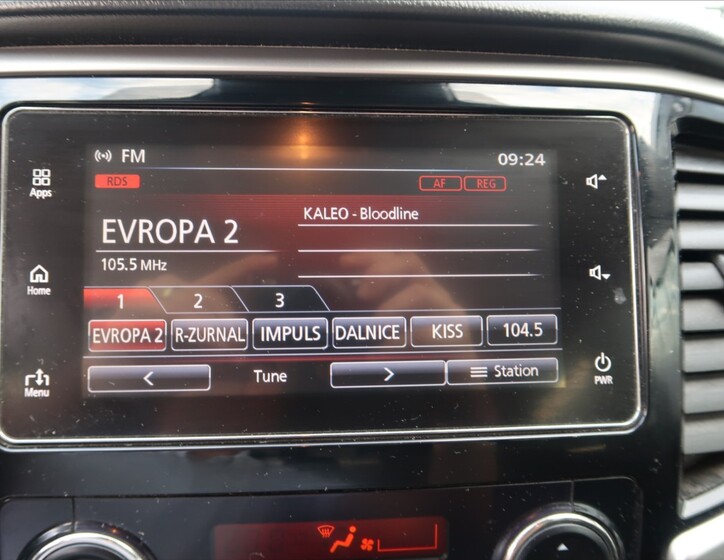 FM 09:24
RDS AF REG
Apps
KALEO - Bloodline
EVROPA 2
105.5 MHz
Home
1 2 3
EVROPA 2 R-ZURNAL IMPULS DALNICE KISS 104.5
< Tune > Station
Menu PWR